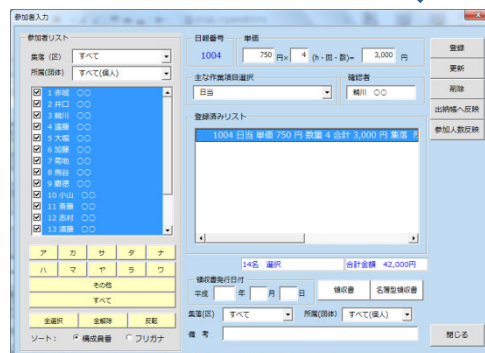 参加者入力
参加者リスト
集落（区） すべて
所属(団体) すべて(個人)
1 赤城 ○○
2 井口 ○○
3 鵜川 ○○
4 遠藤 ○○
5 大堀 ○○
6 加藤 ○○
7 菊地 ○○
8 熊谷 ○○
9 慶徳 ○○
10 小山 ○○
11 斎藤 ○○
12 志村 ○○
13 須藤 ○○
ア カ サ タ ナ
ハ マ ヤ ラ ワ
その他
すべて
全選択 全解除 反転
ソート： 構成員番 フリガナ
日報番号 単価
1004 750 円× 4 (h・回・数)= 3,000 円
主な作業項目選択 確認者
日当 鵜川 ○○
登録済みリスト
1004 日当 単価 750 円 数量 4 合計 3,000 円 集落
14名 選択 合計金額 42,000円
領収書発行日付
平成 年 月 日 領収書 名簿型領収書
集落(区) すべて 所属(団体) すべて(個人)
備 考
登録
更新
削除
出納帳へ反映
参加人数反映
閉じる